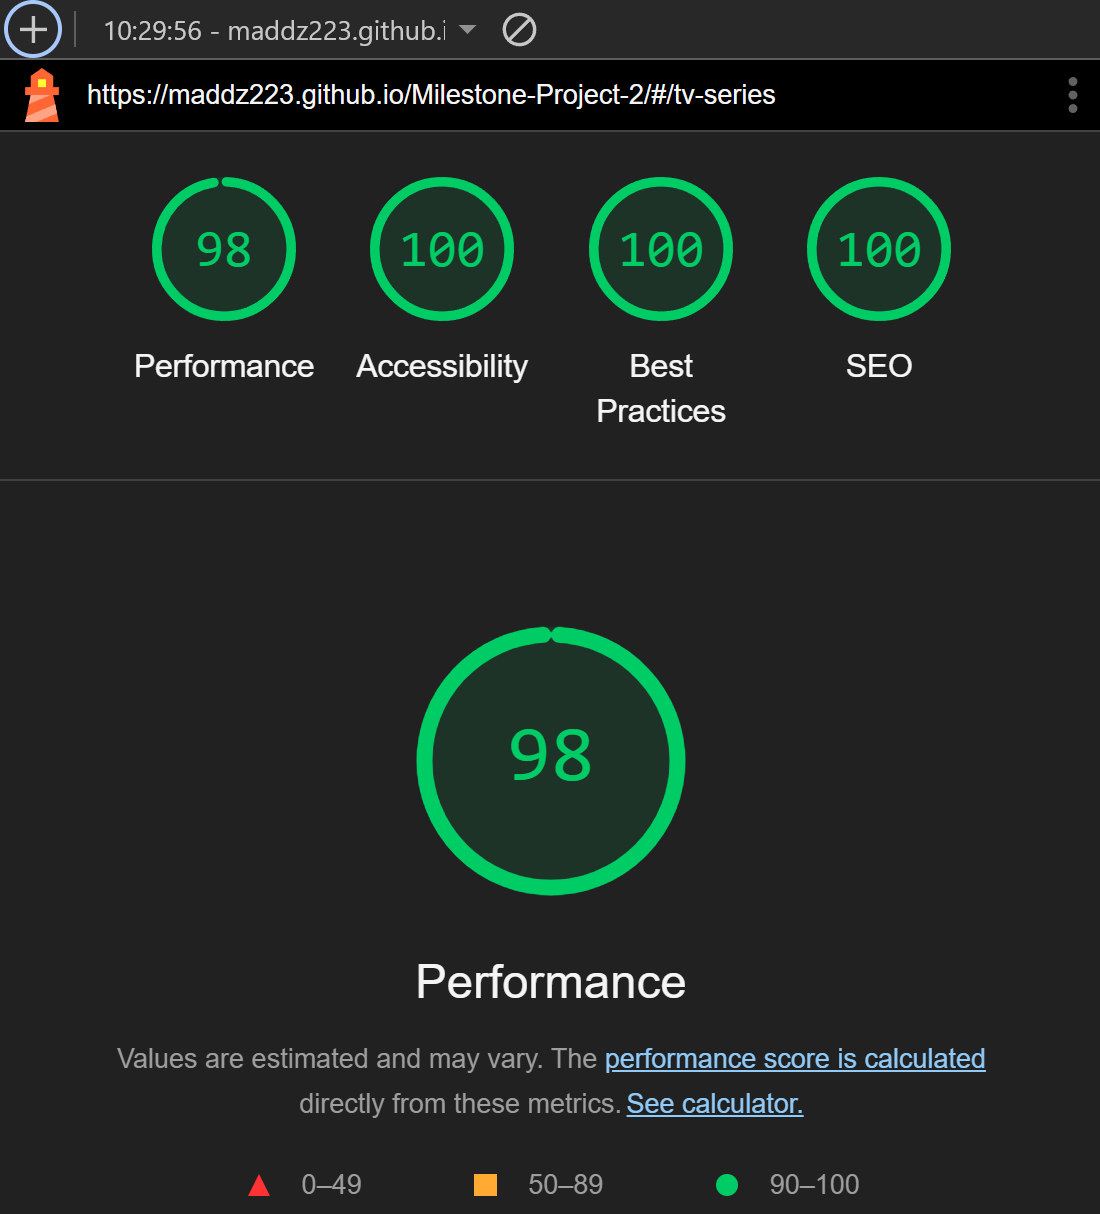 10:29:56 - maddz223.github.i
https://maddz223.github.io/Milestone-Project-2/#/tv-series
98 100 100 100
Performance Accessibility Best Practices SEO
98
Performance
Values are estimated and may vary. The performance score is calculated
directly from these metrics. See calculator.
0–49 50–89 90–100